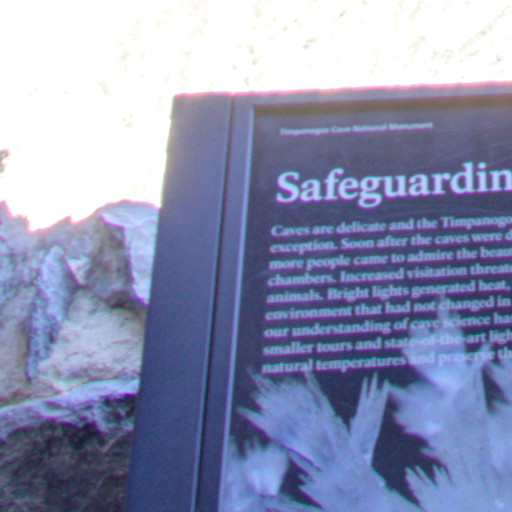 Timpanogos Cave National Monument
Safeguardin
Caves are delicate and the Timpanogo
exception. Soon after the caves were d
more people came to admire the beau
chambers. Increased visitation threat
animals. Bright lights generated heat,
environment that had not changed in
our understanding of cave science ha
smaller tours and state-of-the-art ligh
natural temperatures and preserve th